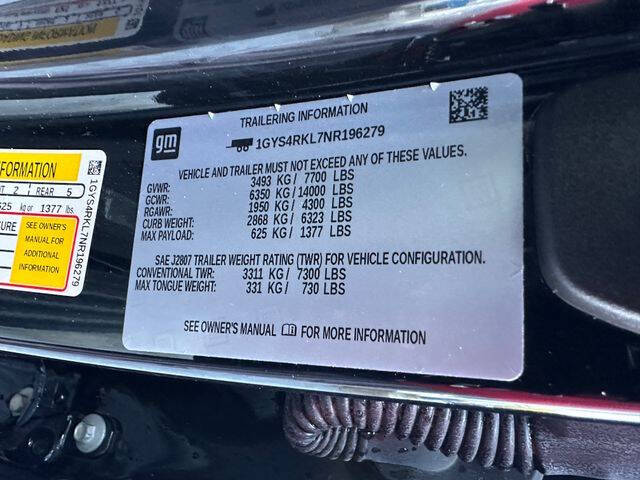 TRAILERING INFORMATION
gm
1GYS4RKL7NR196279
VEHICLE AND TRAILER MUST NOT EXCEED ANY OF THESE VALUES.
GVWR: 3493 KG / 7700 LBS
GCWR: 6350 KG / 14000 LBS
RGAWR: 1950 KG / 4300 LBS
CURB WEIGHT: 2868 KG / 6323 LBS
MAX PAYLOAD: 625 KG / 1377 LBS
SAE J2807 TRAILER WEIGHT RATING (TWR) FOR VEHICLE CONFIGURATION.
CONVENTIONAL TWR: 3311 KG / 7300 LBS
MAX TONGUE WEIGHT: 331 KG / 730 LBS
SEE OWNER'S MANUAL FOR MORE INFORMATION
FORMATION
2 REAR 5
625 kg or 1377 lbs.
SEE OWNER'S
MANUAL FOR
ADDITIONAL
INFORMATION
1GYS4RKL7NR196279